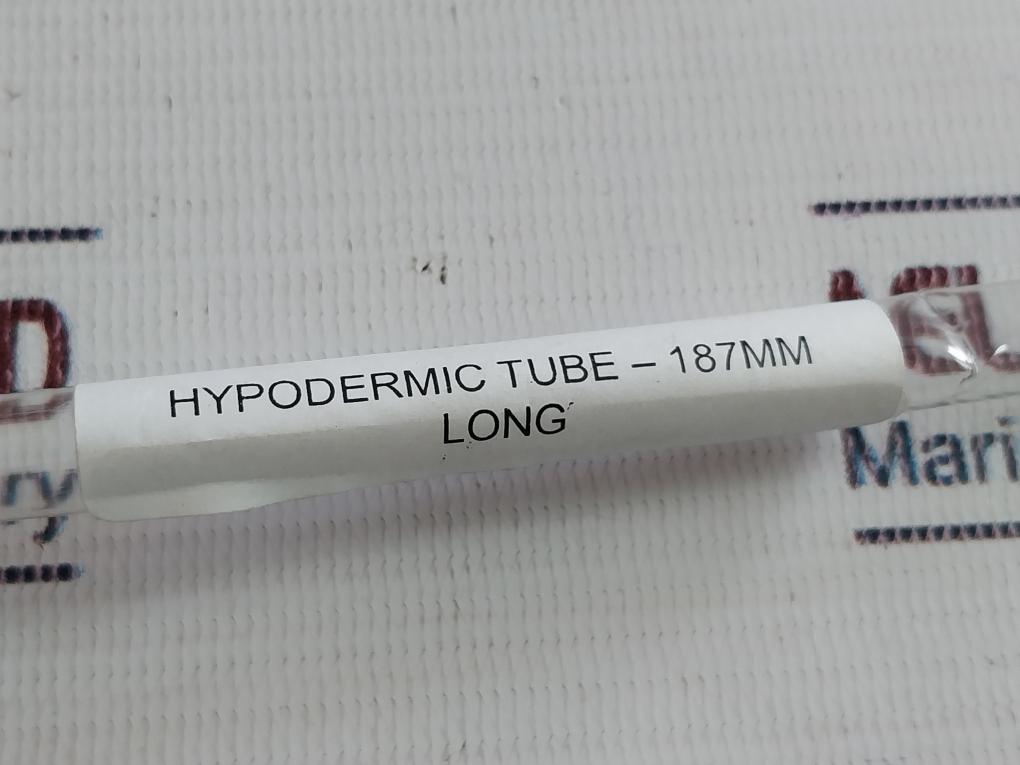 HYPODERMIC TUBE – 187MM
LONG